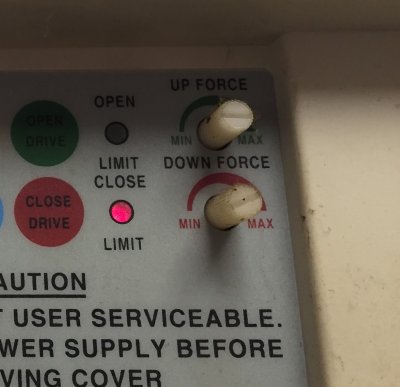 UP FORCE
OPEN
OPEN
DRIVE
MIN
MAX
LIMIT
DOWN FORCE
CLOSE
CLOSE
DRIVE
MIN
MAX
LIMIT
AUTION
T USER SERVICEABLE.
WER SUPPLY BEFORE
VING COVER